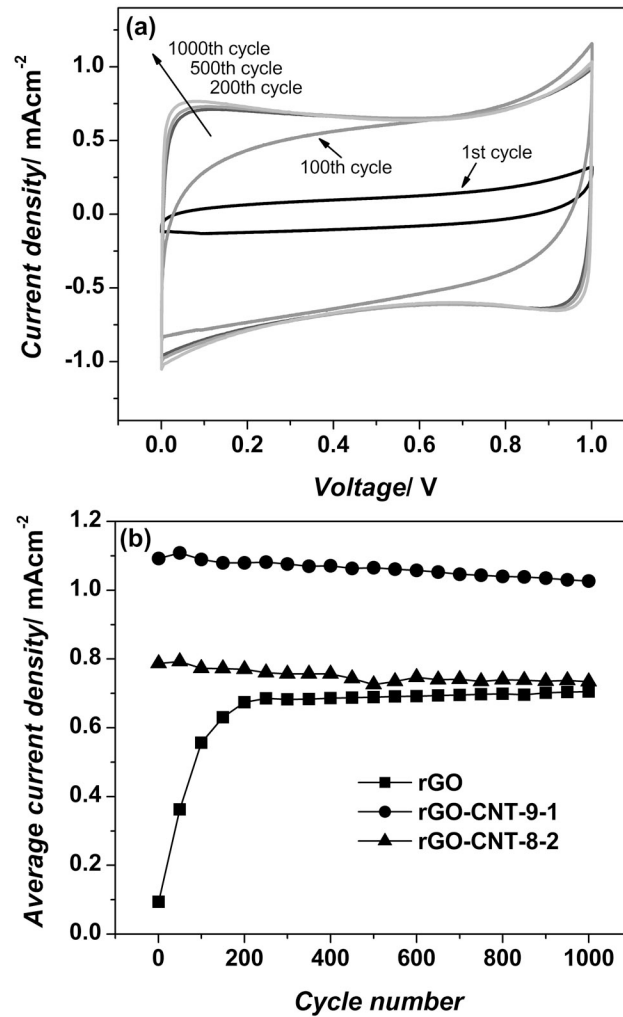 (a)
1000th cycle
500th cycle
200th cycle
100th cycle
1st cycle
1.0
0.5
0.0
-0.5
-1.0
Current density/ mAcm⁻²
0.0 0.2 0.4 0.6 0.8 1.0
Voltage/ V
(b)
1.2
1.0
0.8
0.6
0.4
0.2
0.0
Average current density/ mAcm⁻²
rGO
rGO-CNT-9-1
rGO-CNT-8-2
0 200 400 600 800 1000
Cycle number